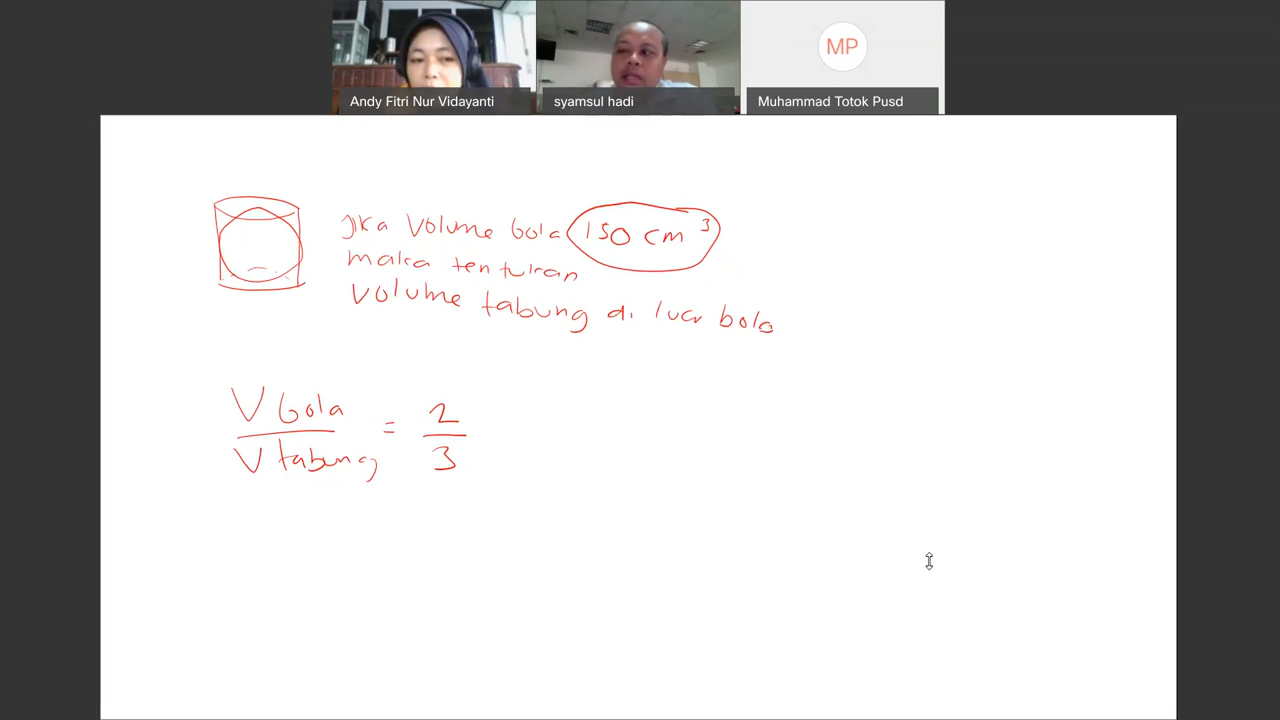 MP
Andy Fitri Nur Vidayanti
syamsul hadi
Muhammad Totok Pusd
Jika Volume bola 150 cm³
maka tentukan
Volume tabung di luar bola
V bola
V tabung
=
2
3